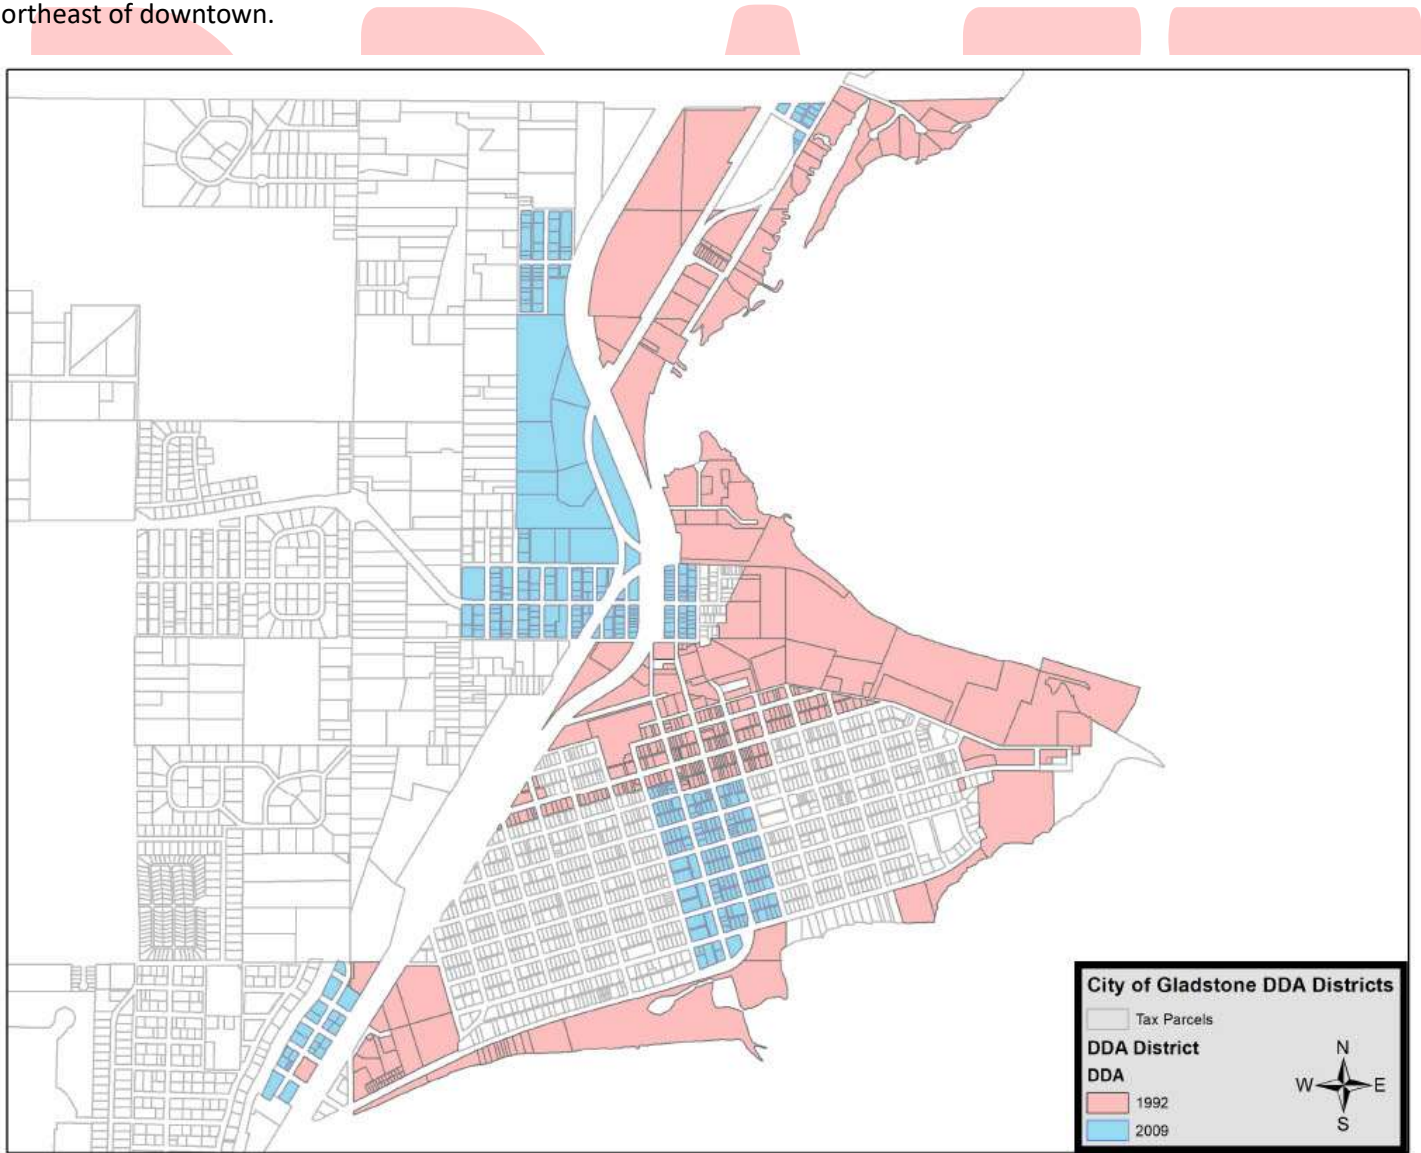 ortheast of downtown.
City of Gladstone DDA Districts
Tax Parcels
DDA District
DDA
1992
2009
N
W E
S